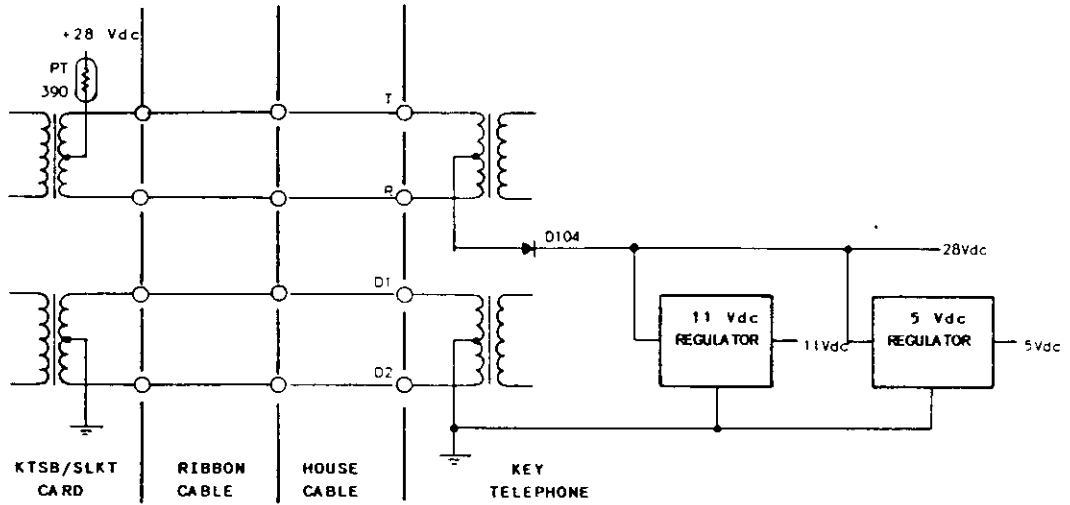 +28 Vdc
PT
390
T
R
D104
28Vdc
D1
11 Vdc
REGULATOR
11Vdc
5 Vdc
REGULATOR
5Vdc
D2
KTSB/SLKT
CARD
RIBBON
CABLE
HOUSE
CABLE
KEY
TELEPHONE